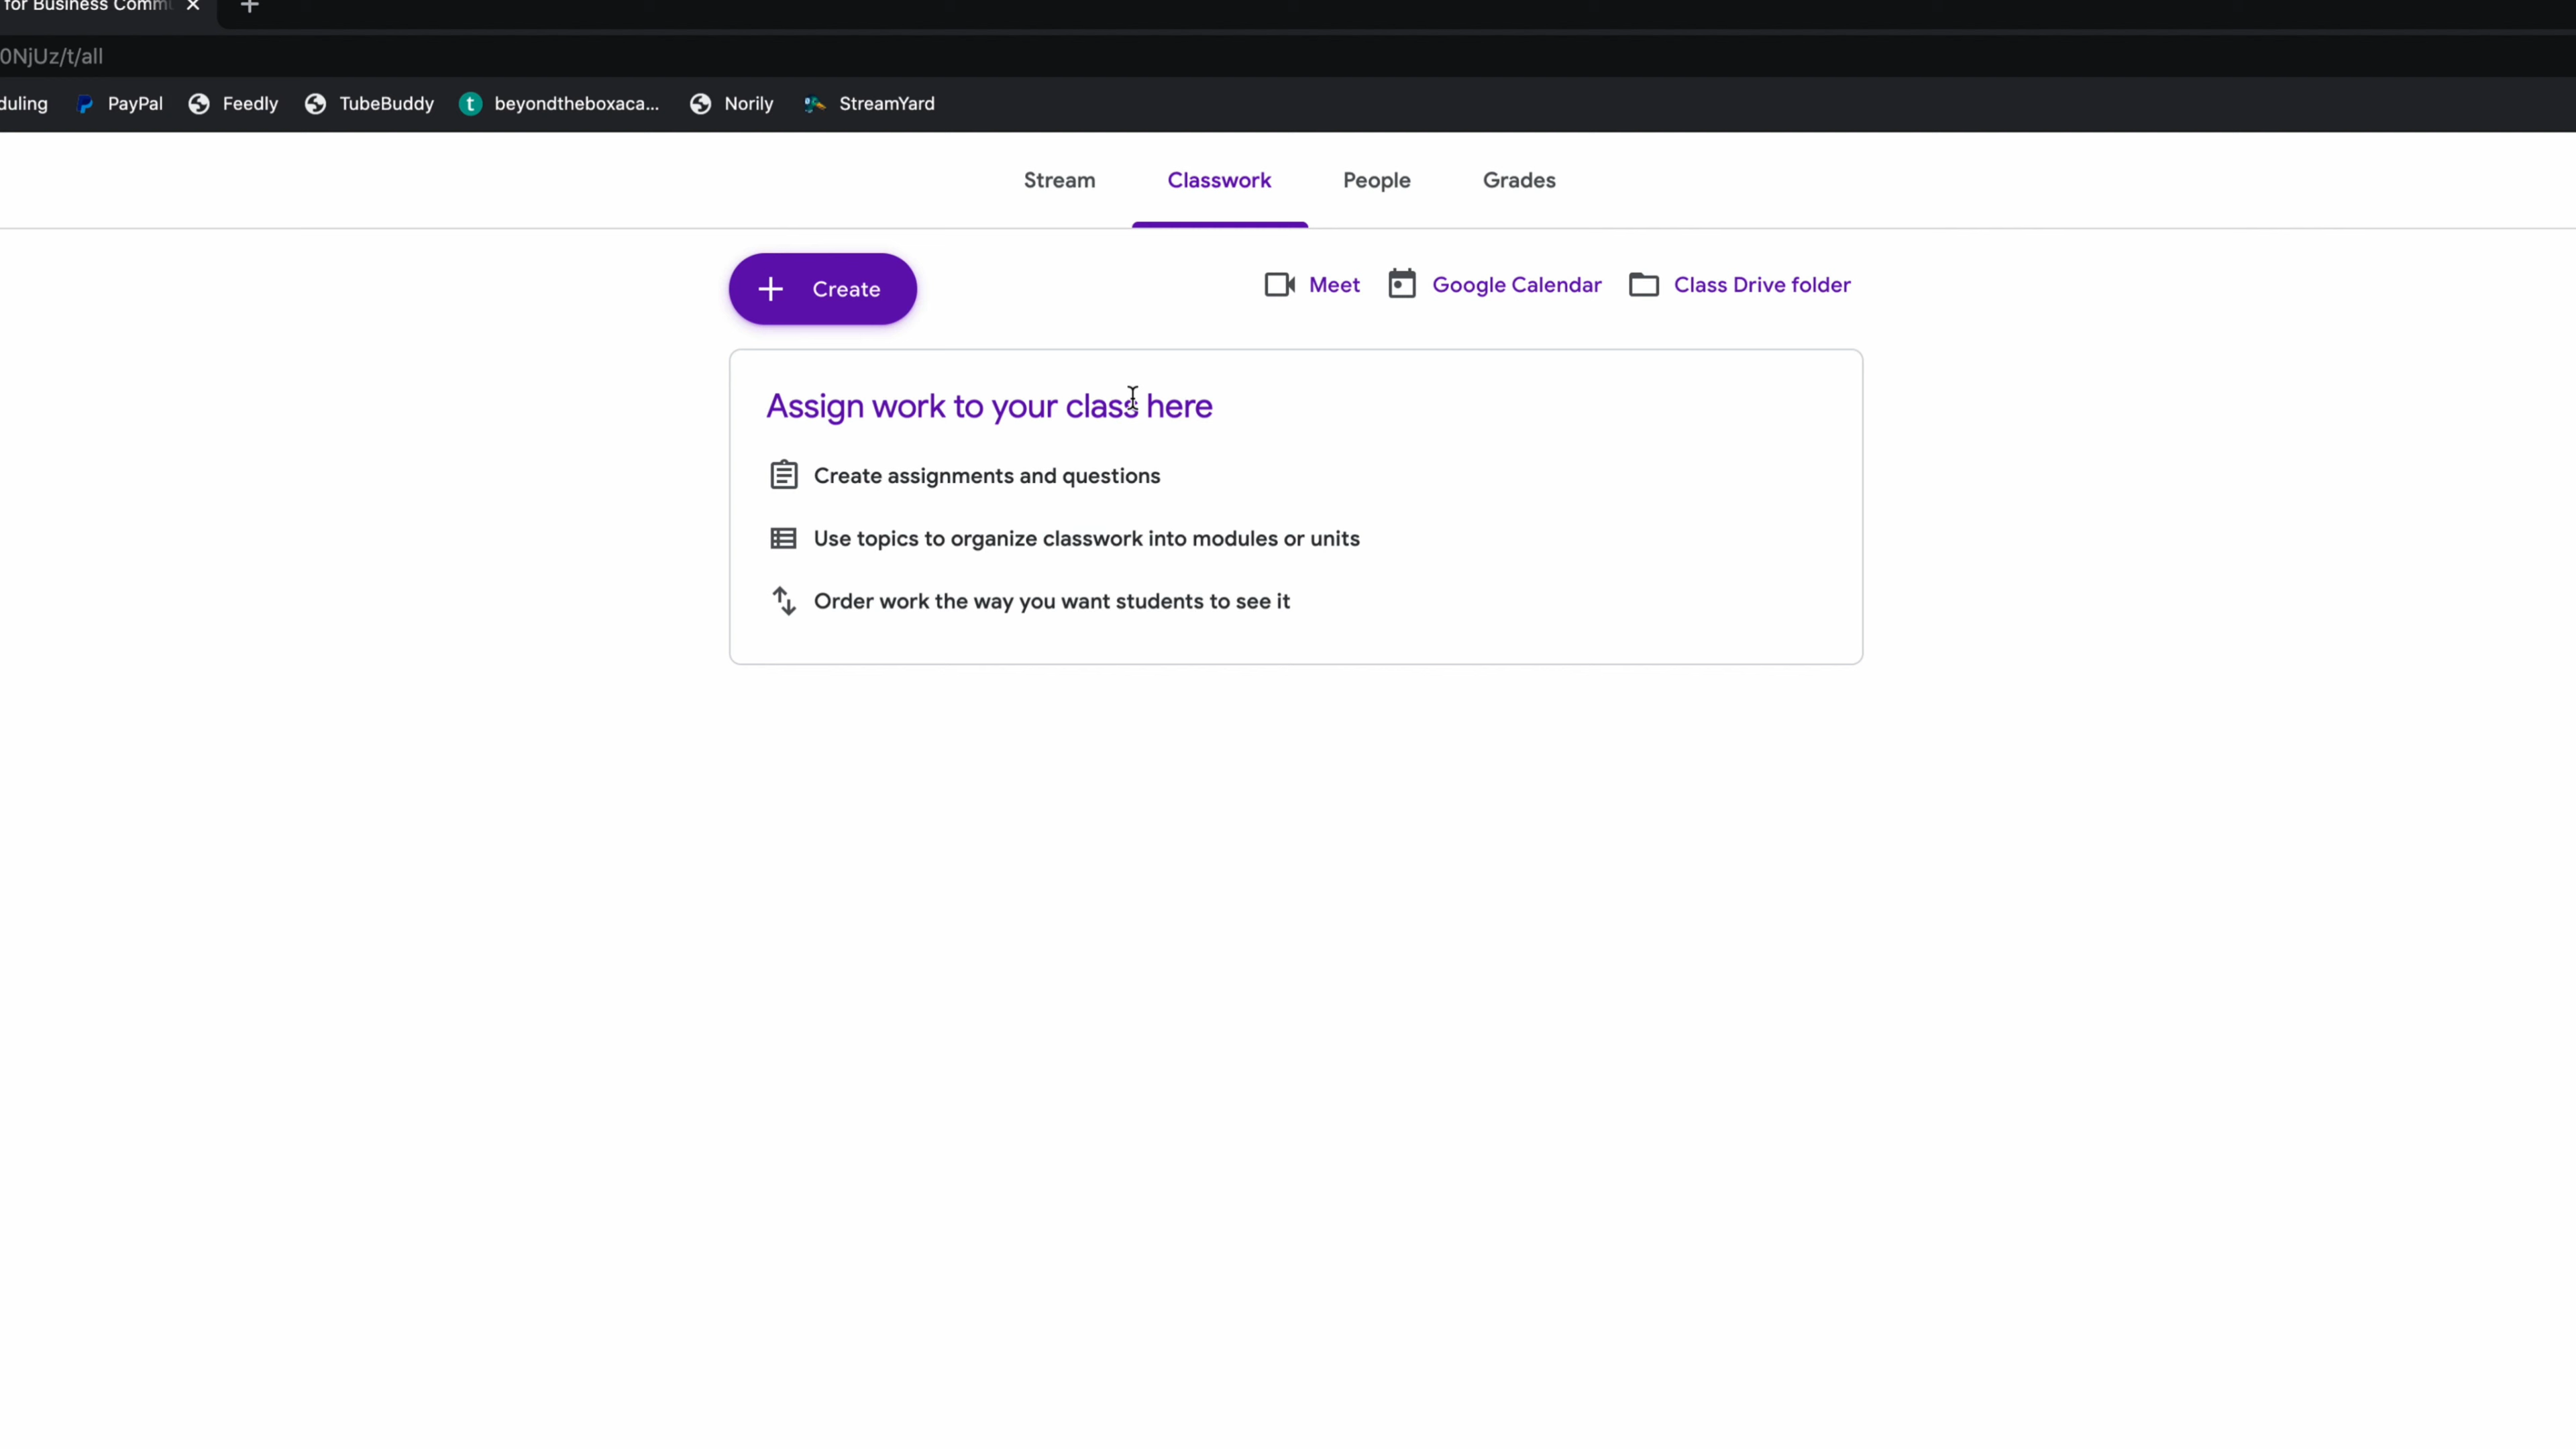 for Business Commu
0NjUz/t/all
duling PayPal Feedly TubeBuddy beyondtheboxaca... Norily StreamYard
Stream Classwork People Grades
Create Meet Google Calendar Class Drive folder
Assign work to your class here
Create assignments and questions
Use topics to organize classwork into modules or units
Order work the way you want students to see it